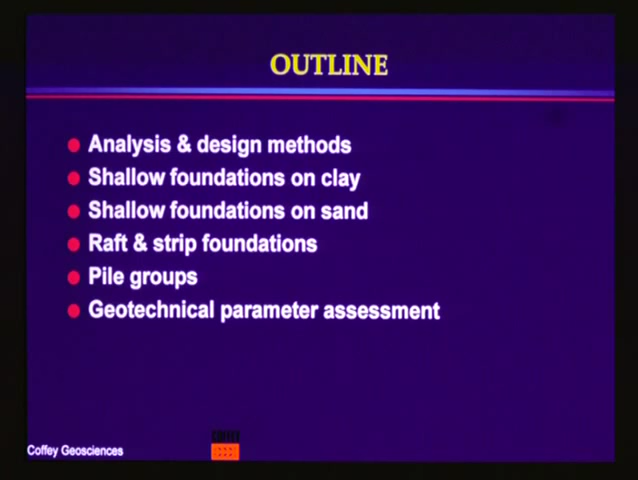 OUTLINE
Analysis & design methods
Shallow foundations on clay
Shallow foundations on sand
Raft & strip foundations
Pile groups
Geotechnical parameter assessment
Coffey Geosciences
COFFEY